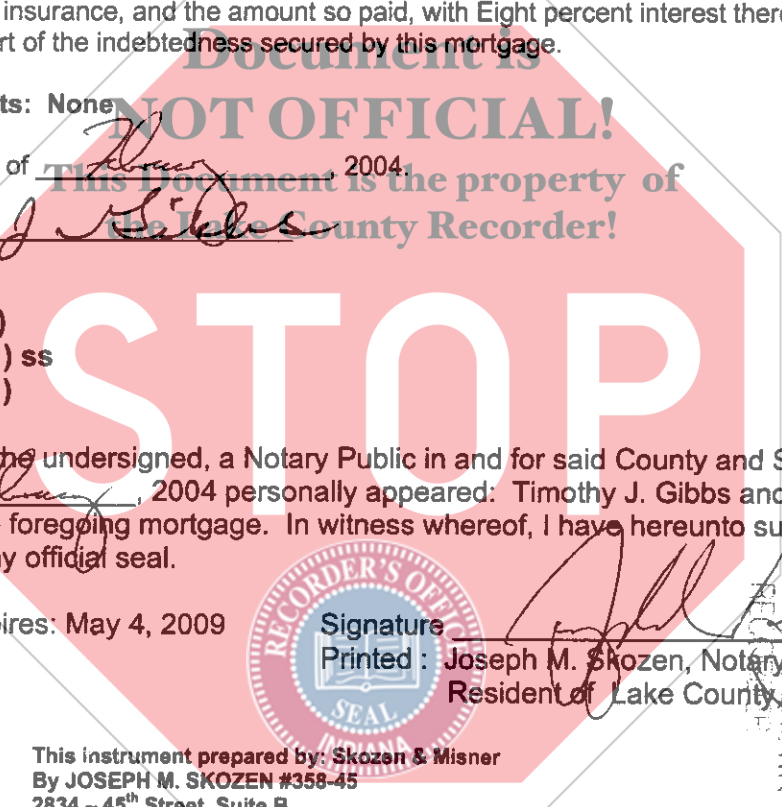 insurance, and the amount so paid, with Eight percent interest there
rt of the indebtedness secured by this mortgage.
Document is
ts: None
NOT OFFICIAL!
of February, 2004.
This Document is the property of
J Gibbs
the Lake County Recorder!
)
) ss
)
STOP
he undersigned, a Notary Public in and for said County and S
bruary, 2004 personally appeared: Timothy J. Gibbs and
foregoing mortgage. In witness whereof, I have hereunto su
y official seal.
RECORDER'S OFFICE
ires: May 4, 2009
Signature
Printed : Joseph M. Skozen, Notary
Resident of Lake County,
SEAL
INDIANA
This instrument prepared by: Skozen & Misner
By JOSEPH M. SKOZEN #358-45
2834 – 45th Street, Suite B